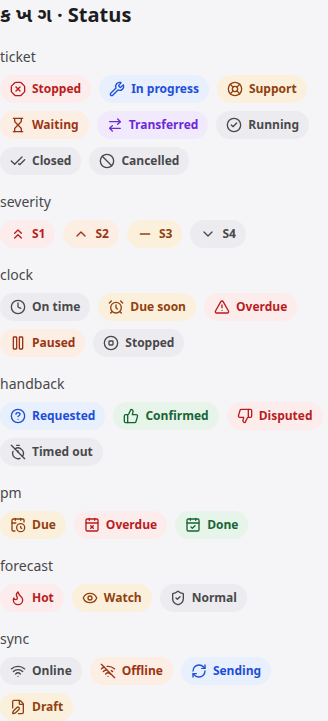 ક ખ ગ · Status
ticket
Stopped In progress Support
Waiting Transferred Running
Closed Cancelled
severity
S1 S2 S3 S4
clock
On time Due soon Overdue
Paused Stopped
handback
Requested Confirmed Disputed
Timed out
pm
Due Overdue Done
forecast
Hot Watch Normal
sync
Online Offline Sending
Draft